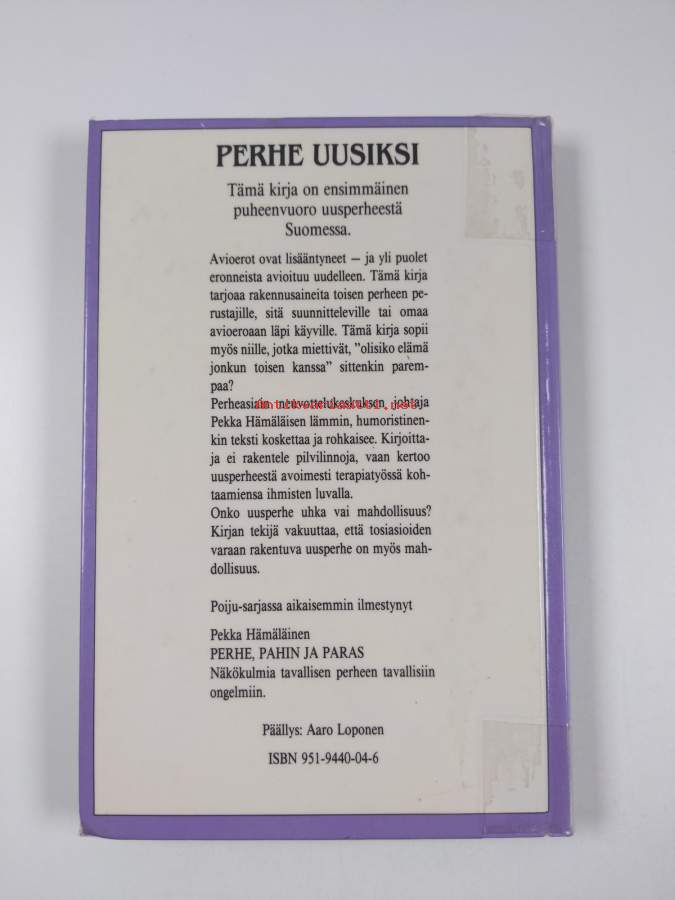 PERHE UUSIKSI
Tämä kirja on ensimmäinen
puheenvuoro uusperheestä
Suomessa.
Avioerot ovat lisääntyneet — ja yli puolet
eronneista avioituu uudelleen. Tämä kirja
tarjoaa rakennusaineita toisen perheen pe-
rustajille, sitä suunnitteleville tai omaa
avioeroaan läpi käyville. Tämä kirja sopii
myös niille, jotka miettivät, ”olisiko elämä
jonkun toisen kanssa” sittenkin parem-
paa?
Perheasiain neuvottelukeskuksen johtaja
antikvariaatti.net
Pekka Hämäläisen lämmin, humoristinen-
kin teksti koskettaa ja rohkaisee. Kirjoitta-
ja ei rakentele pilvilinnoja, vaan kertoo
uusperheestä avoimesti terapiatyössä koh-
taamiensa ihmisten luvalla.
Onko uusperhe uhka vai mahdollisuus?
Kirjan tekijä vakuuttaa, että tosiasioiden
varaan rakentuva uusperhe on myös mah-
dollisuus.
Poiju-sarjassa aikaisemmin ilmestynyt
Pekka Hämäläinen
PERHE, PAHIN JA PARAS
Näkökulmia tavallisen perheen tavallisiin
ongelmiin.
Päällys: Aaro Loponen
ISBN 951-9440-04-6